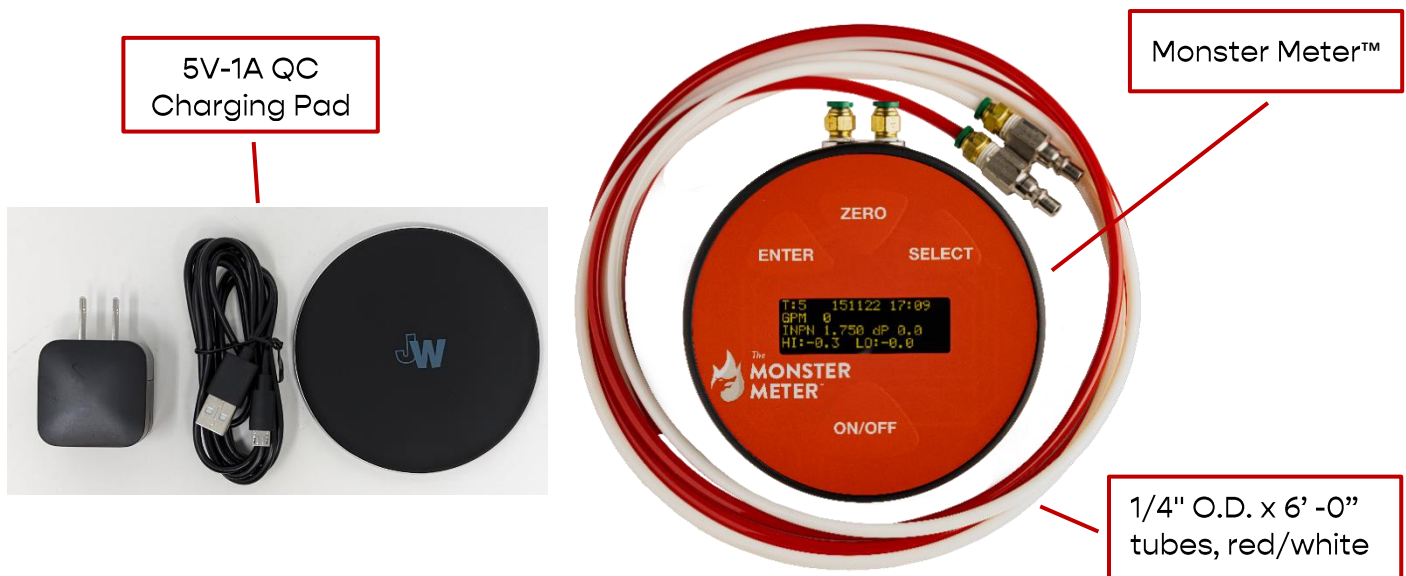 5V-1A QC
Charging Pad
Monster Meter™
ZERO
ENTER
SELECT
T:5 151122 17:09
GPM 0
INPN 1.750 dP 0.0
HI:-0.3 LO:-0.0
The
MONSTER
METER™
ON/OFF
JW
1/4" O.D. x 6' -0”
tubes, red/white